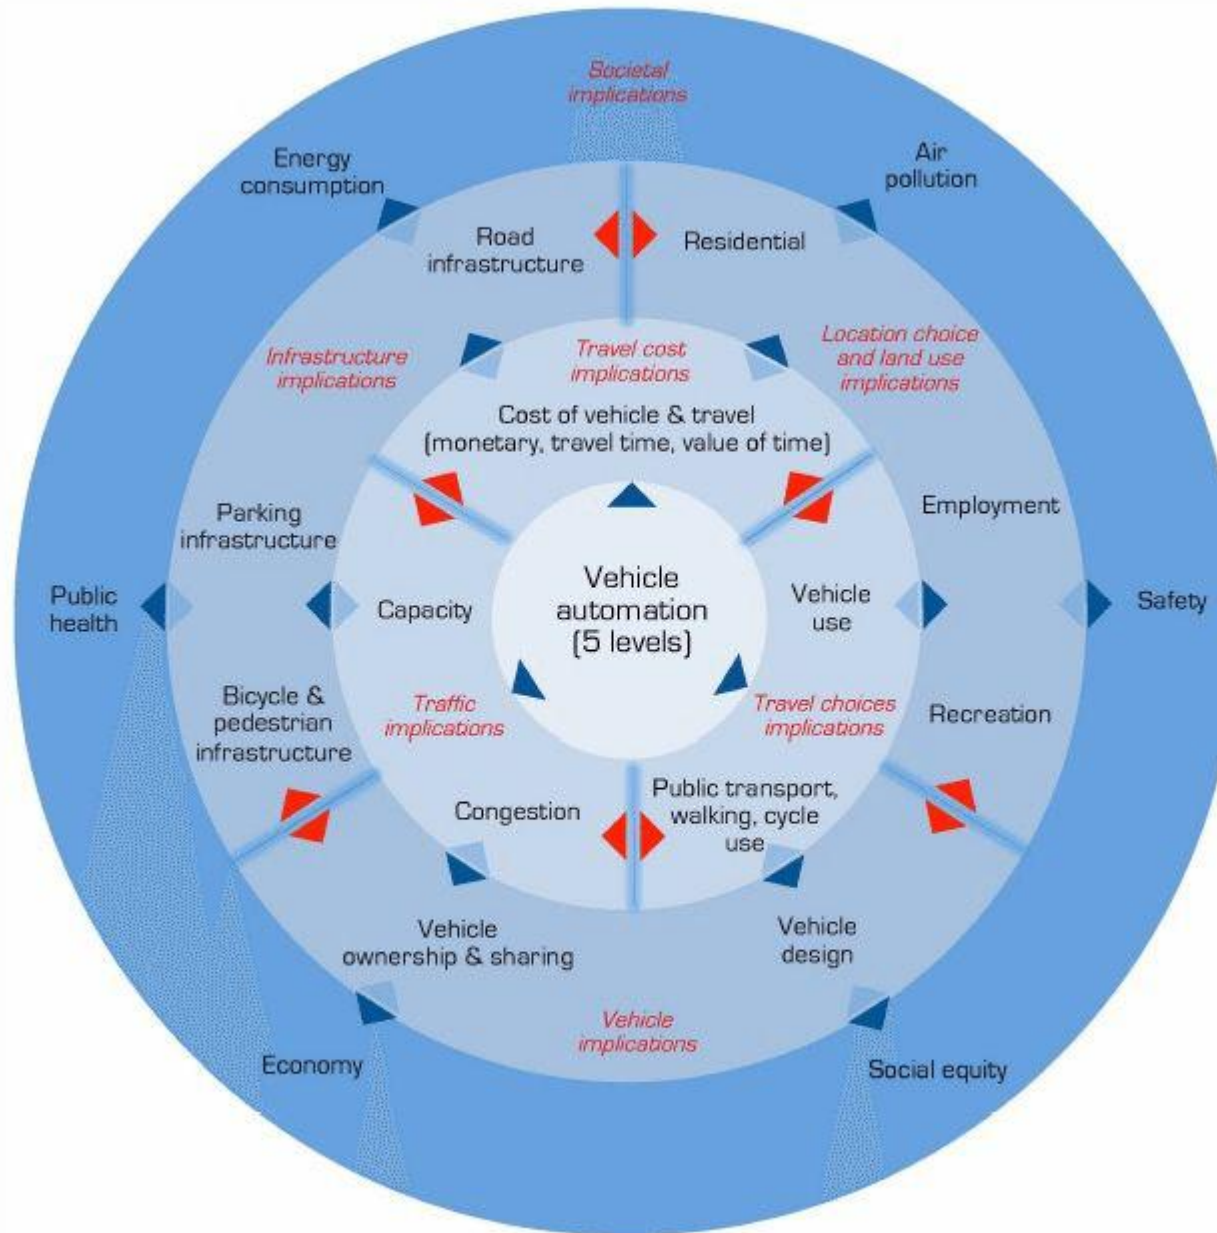 Societal
implications
Energy
consumption
Air
pollution
Road
infrastructure
Residential
Infrastructure
implications
Travel cost
implications
Location choice
and land use
implications
Cost of vehicle & travel
(monetary, travel time, value of time)
Parking
infrastructure
Employment
Public
health
Capacity
Vehicle
automation
(5 levels)
Vehicle
use
Safety
Bicycle &
pedestrian
infrastructure
Traffic
implications
Travel choices
implications
Recreation
Congestion
Public transport,
walking, cycle
use
Vehicle
ownership & sharing
Vehicle
design
Vehicle
implications
Economy
Social equity